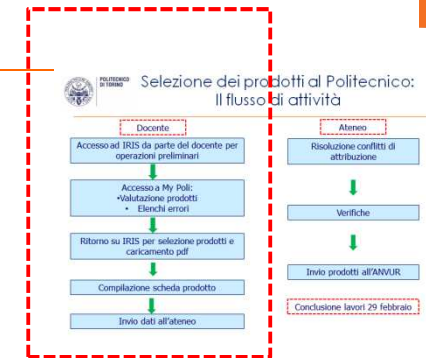 POLITECNICO
DI TORINO
Selezione dei prodotti al Politecnico:
Il flusso di attività
Docente
Accesso ad IRIS da parte del docente per
operazioni preliminari
Accesso a My Poli:
•Valutazione prodotti
• Elenchi errori
Ritorno su IRIS per selezione prodotti e
caricamento pdf
Compilazione scheda prodotto
Invio dati all'ateneo
Ateneo
Risoluzione conflitti di
attribuzione
Verifiche
Invio prodotti all'ANVUR
Conclusione lavori 29 febbraio